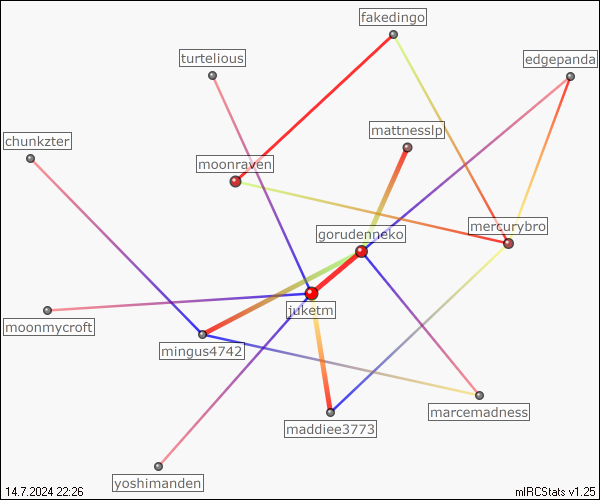 fakedingo
turtelious
edgepanda
mattnesslp
chunkzter
moonraven
mercurybro
gorudenneko
juketm
moonmycroft
mingus4742
marcemadness
maddiee3773
yoshimanden
14.7.2024 22:26
mIRCStats v1.25